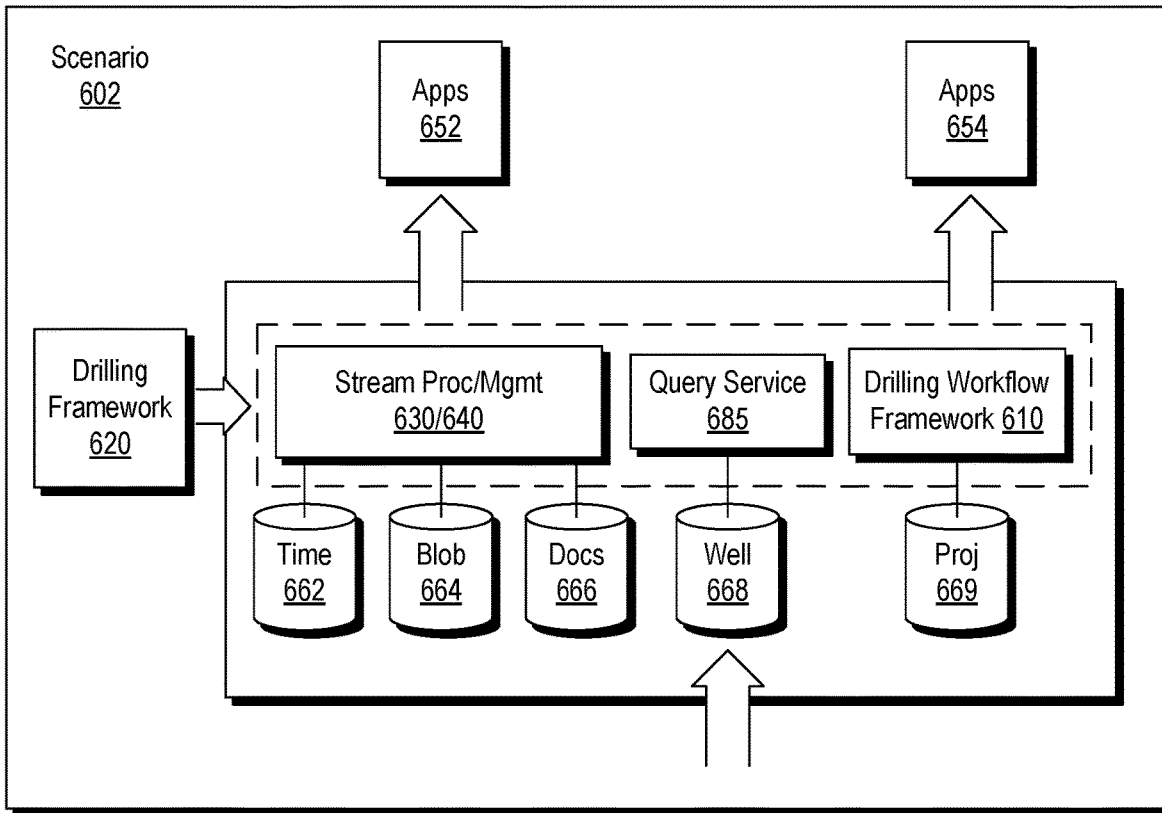 Scenario
602
Apps
652
Apps
654
Drilling
Framework
620
Stream Proc/Mgmt
630/640
Query Service
685
Drilling Workflow
Framework 610
Time
662
Blob
664
Docs
666
Well
668
Proj
669